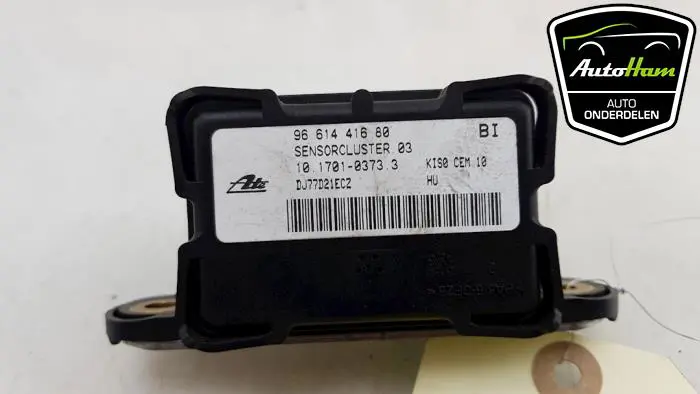 AutoHam
AUTO
ONDERDELEN
96 614 416 80 BI
SENSORCLUSTER 03
10.1701-0373.3 KISO CEM 10
DJ77D21ECZ HU
Ate